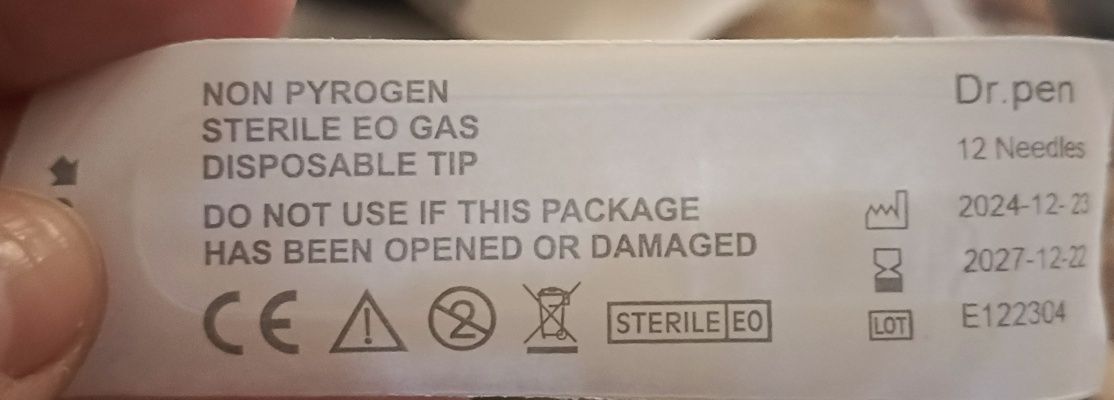 NON PYROGEN
STERILE EO GAS
DISPOSABLE TIP
DO NOT USE IF THIS PACKAGE
HAS BEEN OPENED OR DAMAGED
CE
2
STERILE EO
Dr.pen
12 Needles
2024-12-23
2027-12-22
LOT E122304